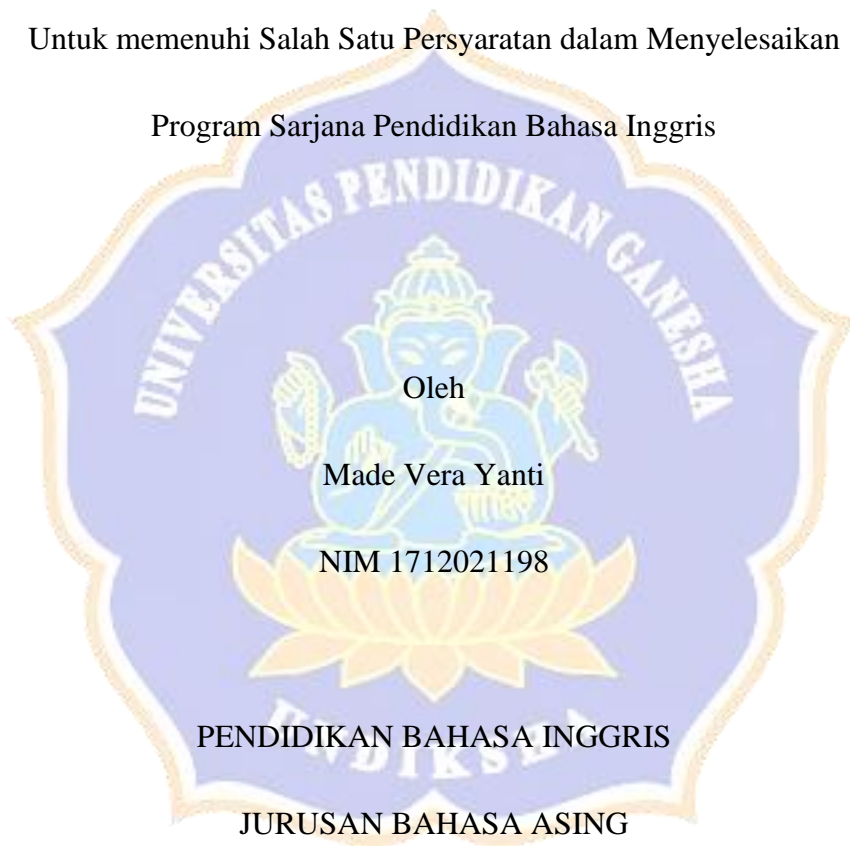 Untuk memenuhi Salah Satu Persyaratan dalam Menyelesaikan
Program Sarjana Pendidikan Bahasa Inggris
UNIVERSITAS PENDIDIKAN GANESHA
Oleh
Made Vera Yanti
NIM 1712021198
PENDIDIKAN BAHASA INGGRIS
UNDIKSHA
JURUSAN BAHASA ASING